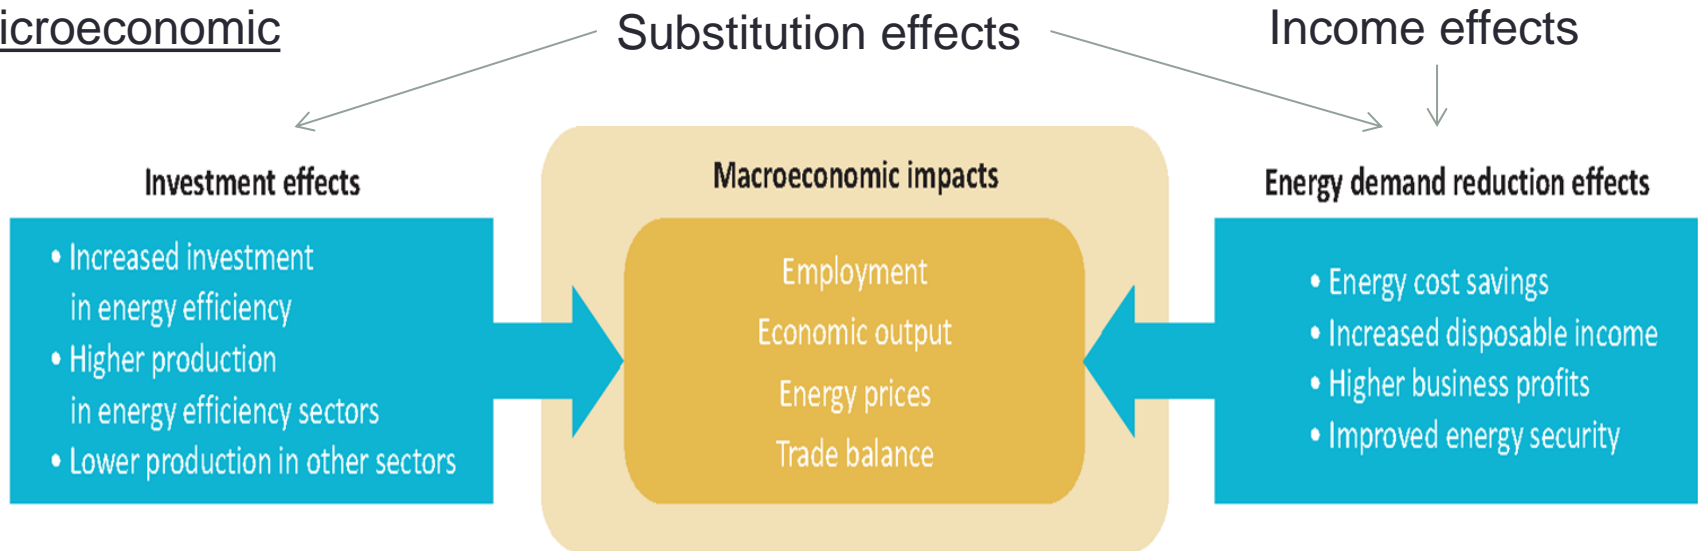 icroeconomic
Substitution effects
Income effects
Investment effects
• Increased investment
in energy efficiency
• Higher production
in energy efficiency sectors
• Lower production in other sectors
Macroeconomic impacts
Employment
Economic output
Energy prices
Trade balance
Energy demand reduction effects
• Energy cost savings
• Increased disposable income
• Higher business profits
• Improved energy security